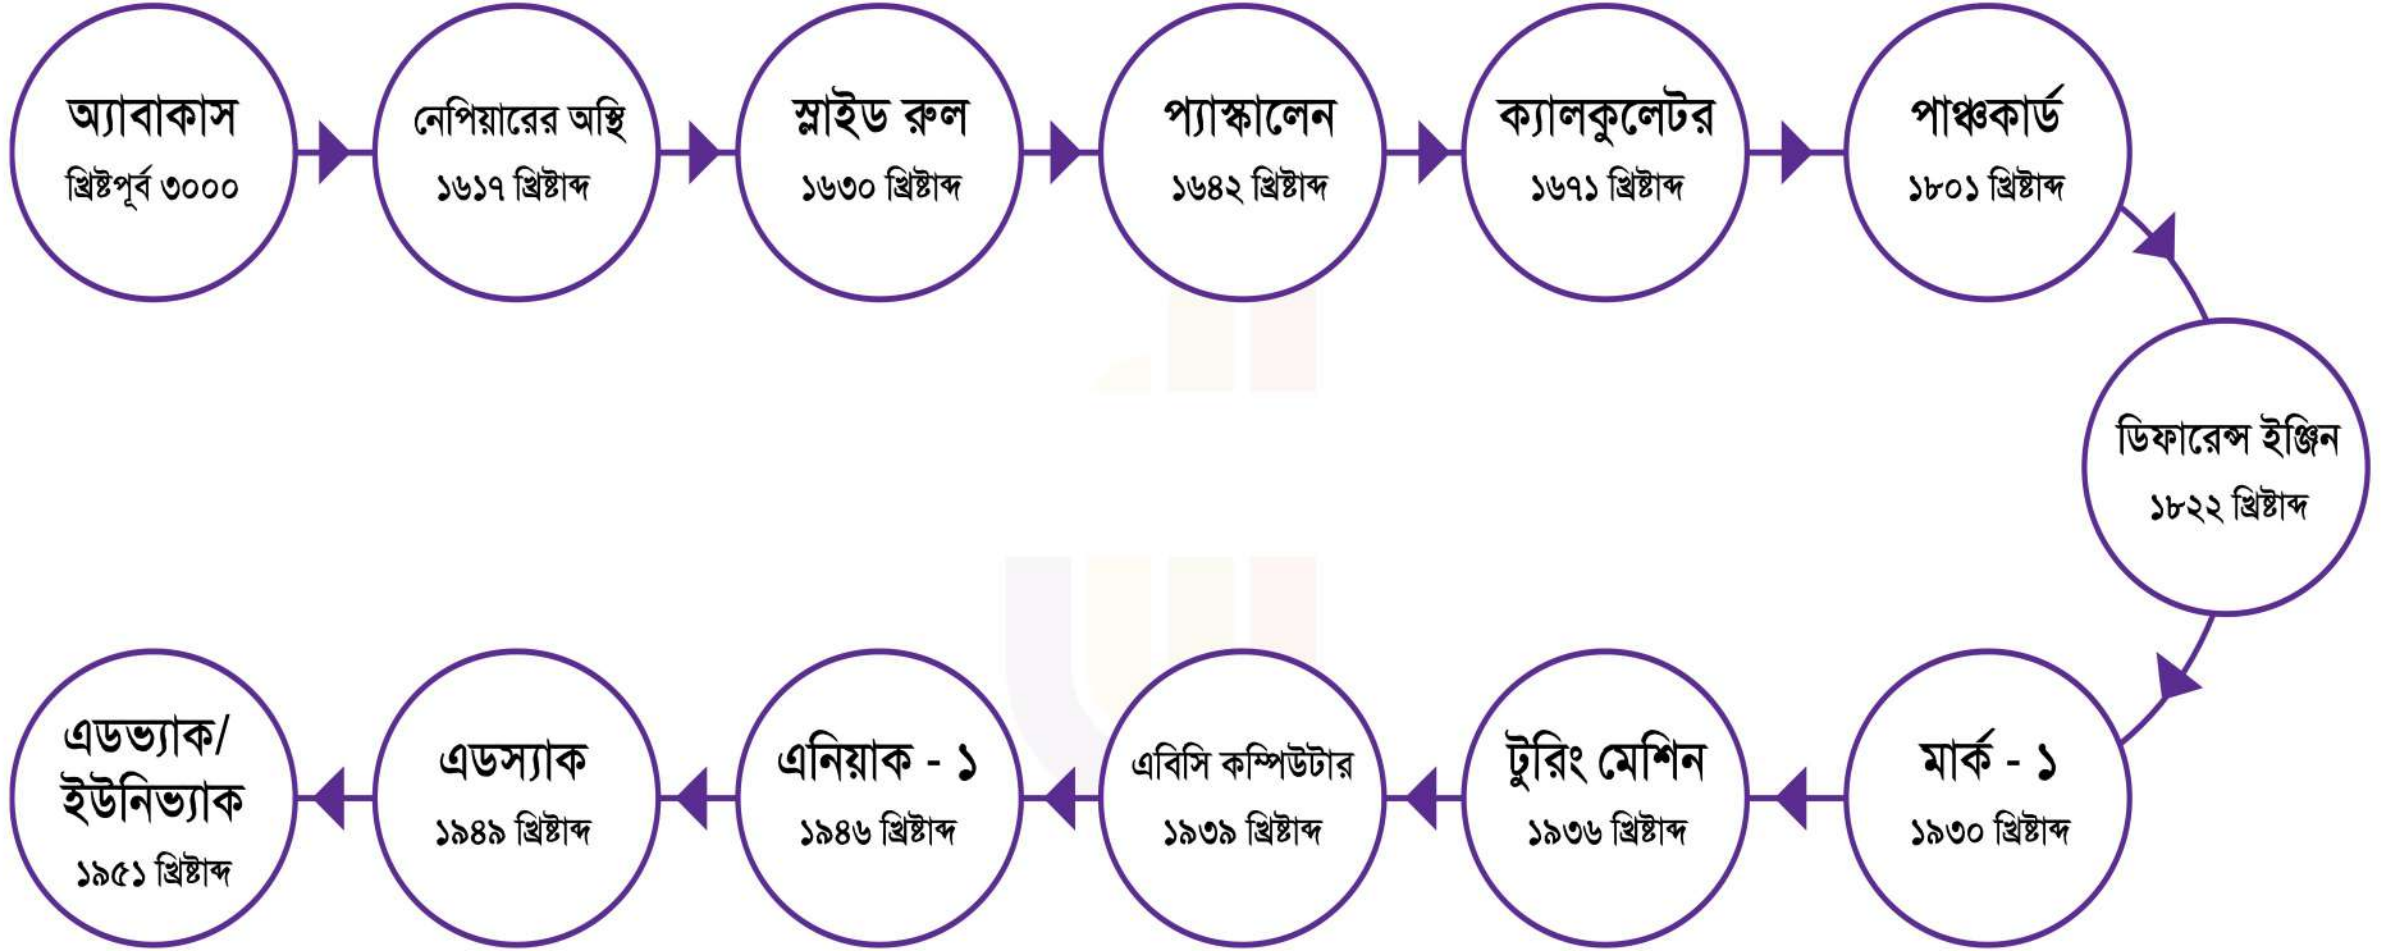 অ্যাবাকাস
খ্রিষ্টপূর্ব ৩০০০
নেপিয়ারের অস্থি
১৬১৭ খ্রিষ্টাব্দ
স্লাইড রুল
১৬৩০ খ্রিষ্টাব্দ
প্যাস্কালেন
১৬৪২ খ্রিষ্টাব্দ
ক্যালকুলেটর
১৬৭১ খ্রিষ্টাব্দ
পাঞ্চকার্ড
১৮০১ খ্রিষ্টাব্দ
ডিফারেন্স ইঞ্জিন
১৮২২ খ্রিষ্টাব্দ
মার্ক - ১
১৯৩০ খ্রিষ্টাব্দ
টুরিং মেশিন
১৯৩৬ খ্রিষ্টাব্দ
এবিসি কম্পিউটার
১৯৩৯ খ্রিষ্টাব্দ
এনিয়াক - ১
১৯৪৬ খ্রিষ্টাব্দ
এডস্যাক
১৯৪৯ খ্রিষ্টাব্দ
এডভ্যাক/
ইউনিভ্যাক
১৯৫১ খ্রিষ্টাব্দ